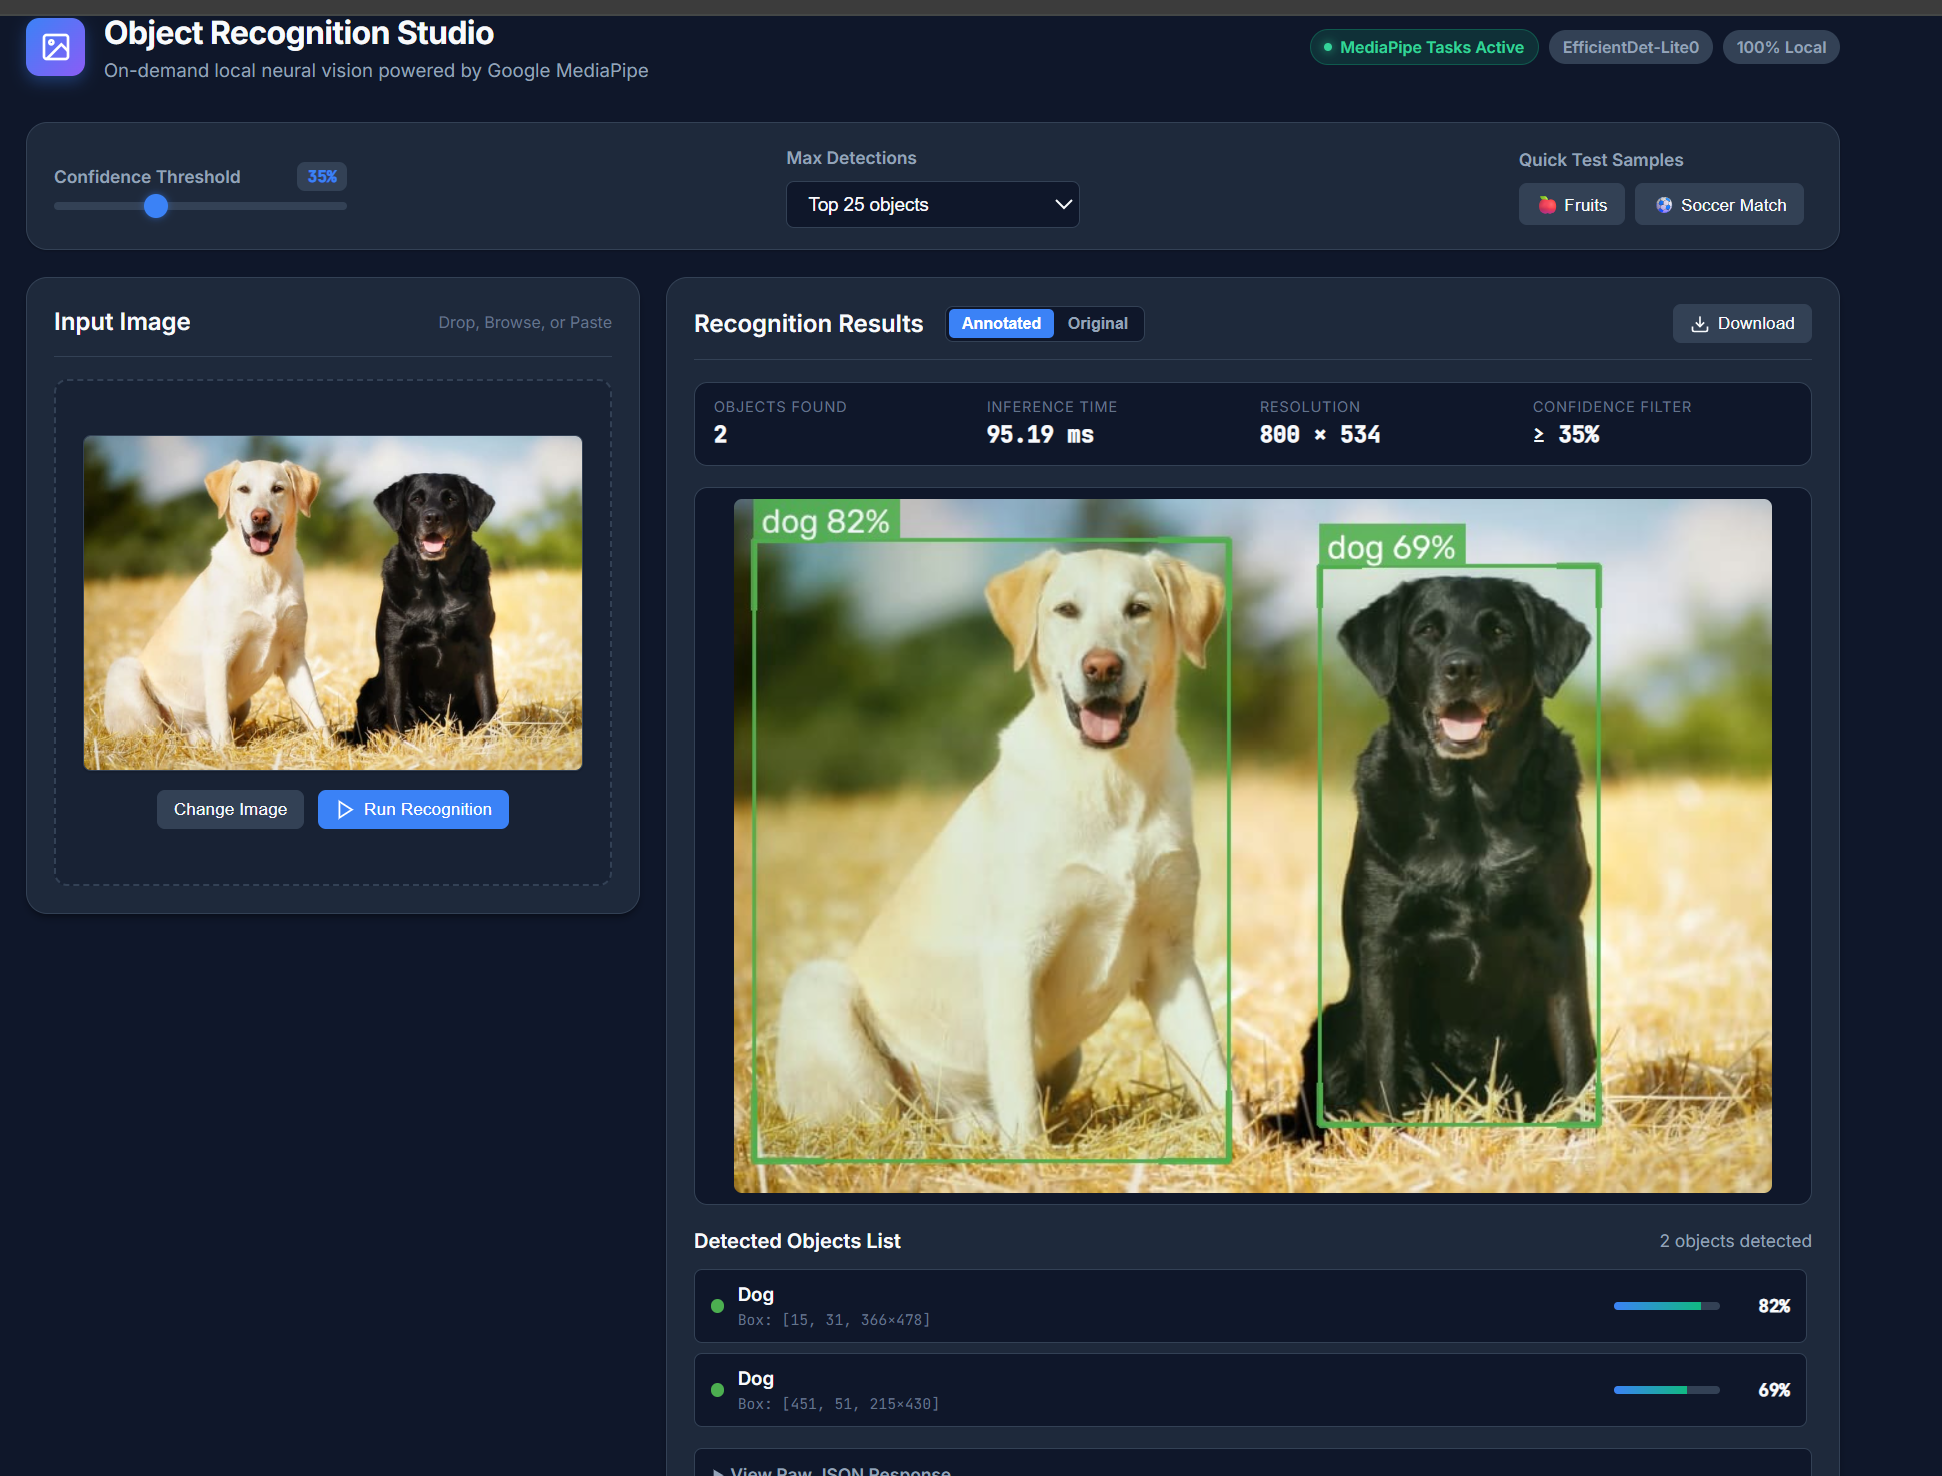 Object Recognition Studio
On-demand local neural vision powered by Google MediaPipe
MediaPipe Tasks Active
EfficientDet-Lite0
100% Local
Confidence Threshold
35%
Max Detections
Top 25 objects
Quick Test Samples
Fruits
Soccer Match
Input Image
Drop, Browse, or Paste
Change Image
Run Recognition
Recognition Results
Annotated
Original
Download
OBJECTS FOUND
2
INFERENCE TIME
95.19 ms
RESOLUTION
800 × 534
CONFIDENCE FILTER
≥ 35%
dog 82%
dog 69%
Detected Objects List
2 objects detected
Dog
Box: [15, 31, 366×478]
82%
Dog
Box: [451, 51, 215×430]
69%
View Raw JSON Response